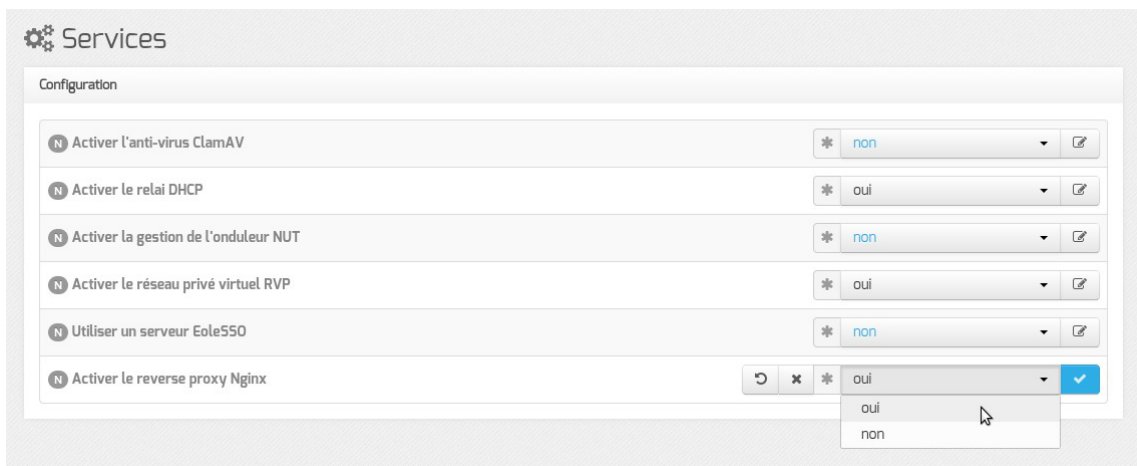 Services
Configuration
N Activer l'anti-virus ClamAV * non
N Activer le relai DHCP * oui
N Activer la gestion de l'onduleur NUT * non
N Activer le réseau privé virtuel RVP * oui
N Utiliser un serveur EoleSSO * non
N Activer le reverse proxy Nginx * oui
oui
non